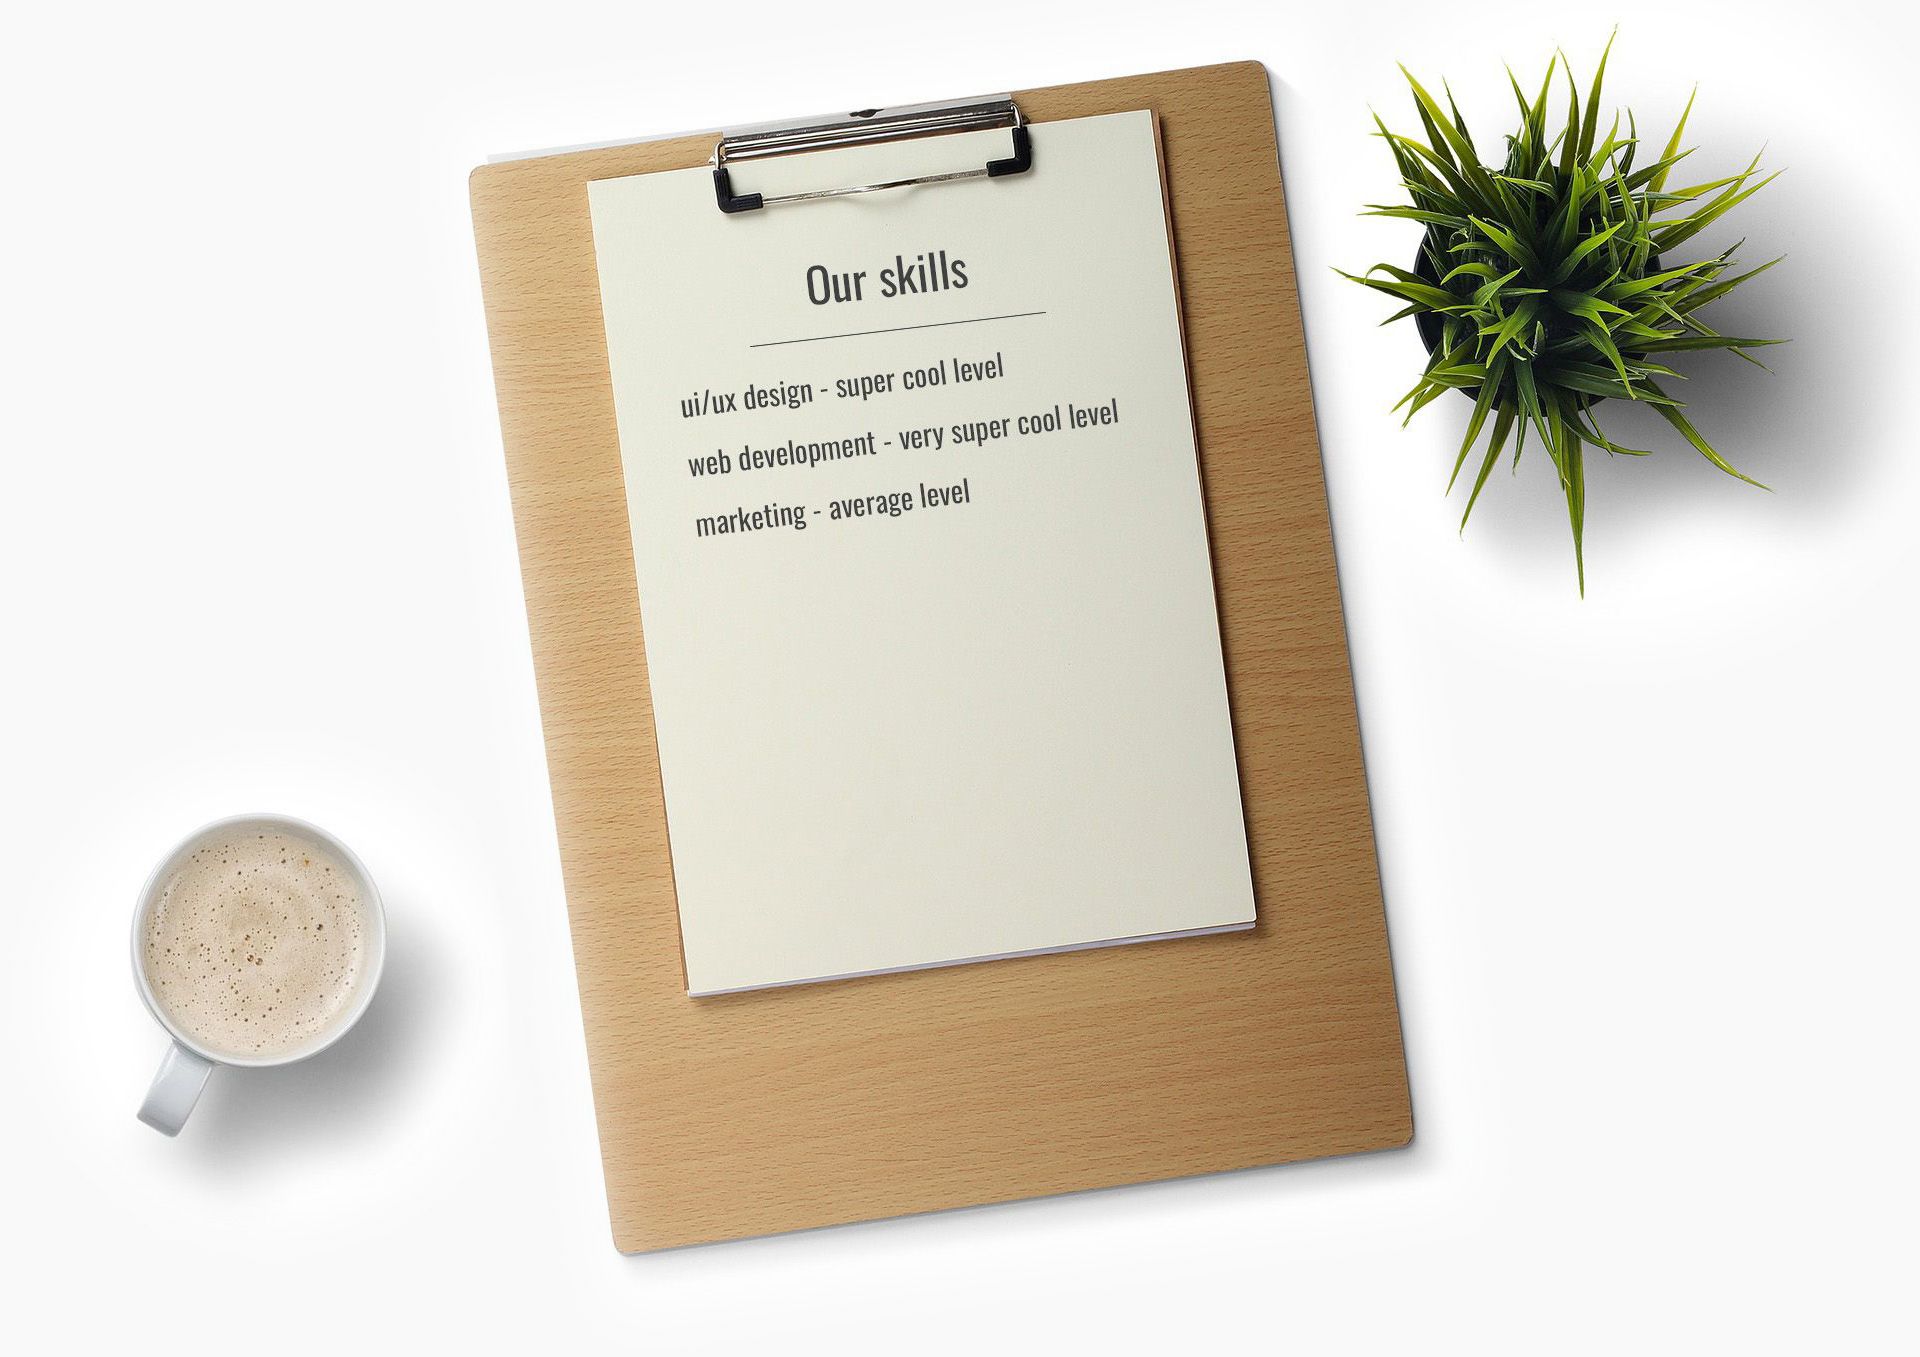 Our skills
ui/ux design - super cool level
web development - very super cool level
marketing - average level